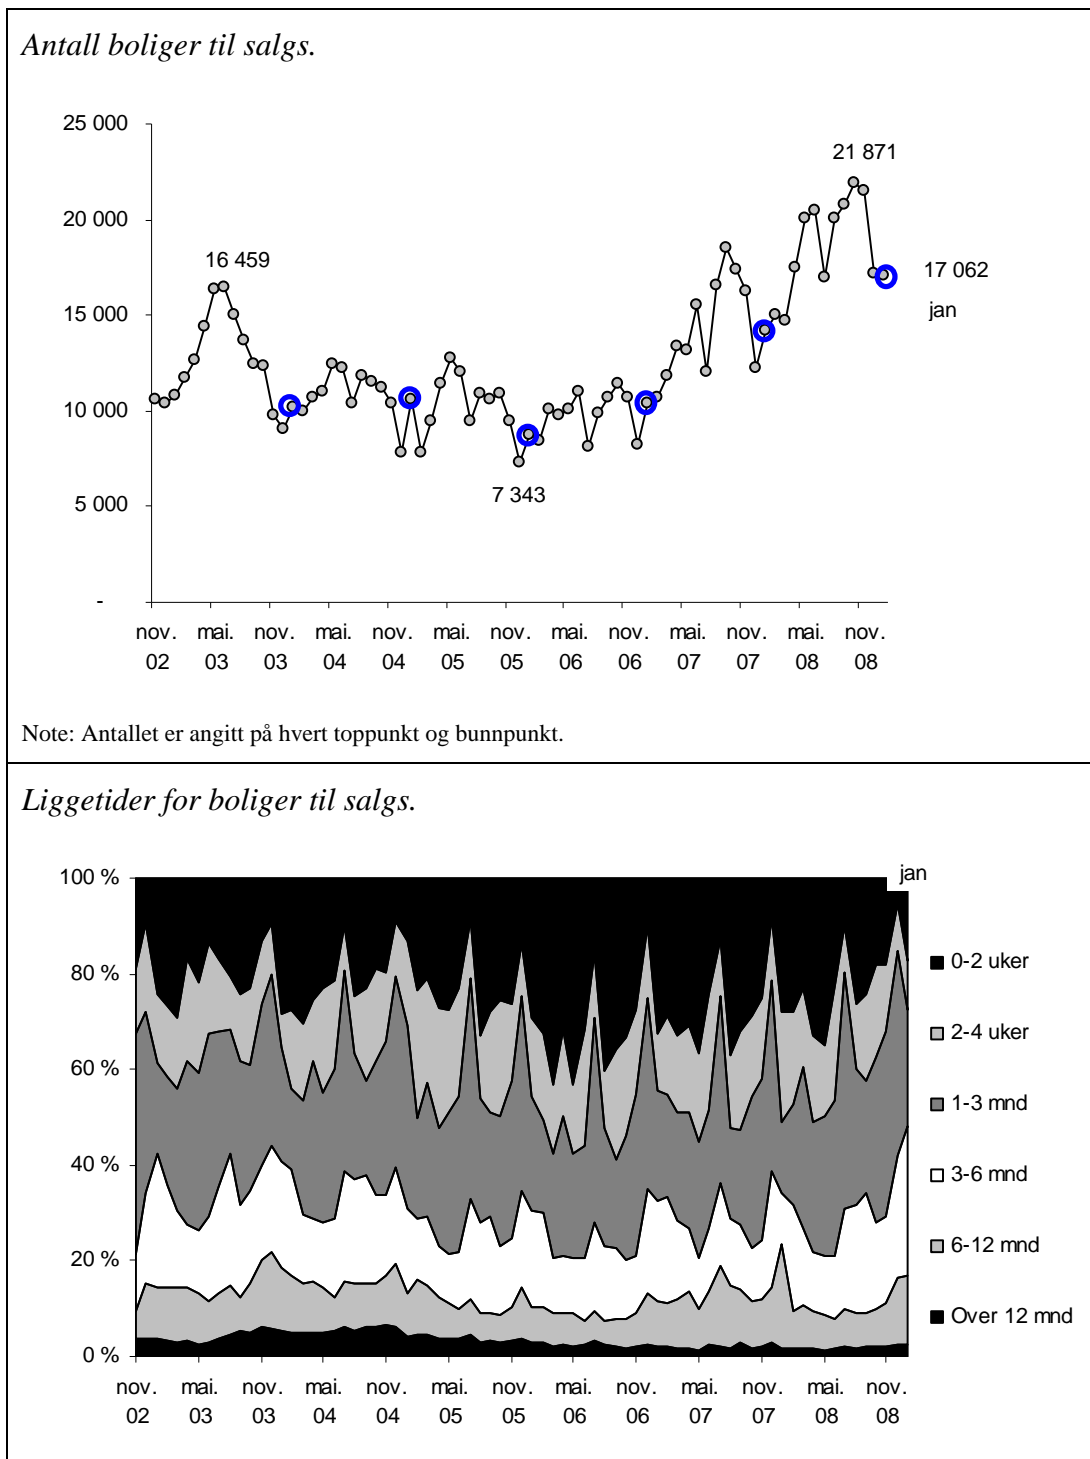 Antall boliger til salgs.
25 000
20 000
15 000
10 000
5 000
-
16 459
7 343
21 871
17 062
jan
nov. mai. nov. mai. nov. mai. nov. mai. nov. mai. nov. mai. nov.
02 03 03 04 04 05 05 06 06 07 07 08 08
Note: Antallet er angitt på hvert toppunkt og bunnpunkt.
Liggetider for boliger til salgs.
100 %
80 %
60 %
40 %
20 %
0 %
jan
0-2 uker
2-4 uker
1-3 mnd
3-6 mnd
6-12 mnd
Over 12 mnd
nov. mai. nov. mai. nov. mai. nov. mai. nov. mai. nov. mai. nov.
02 03 03 04 04 05 05 06 06 07 07 08 08